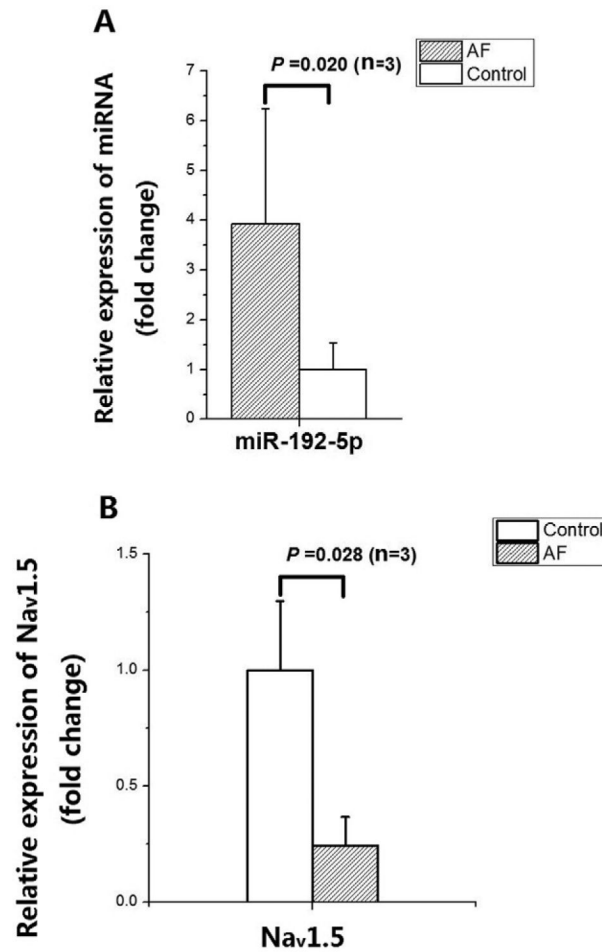 A
P =0.020 (n=3)
AF
Control
Relative expression of miRNA
(fold change)
7
6
5
4
3
2
1
0
miR-192-5p
B
Control
AF
P =0.028 (n=3)
Relative expression of Nav1.5
(fold change)
1.5
1.0
0.5
0.0
Nav1.5